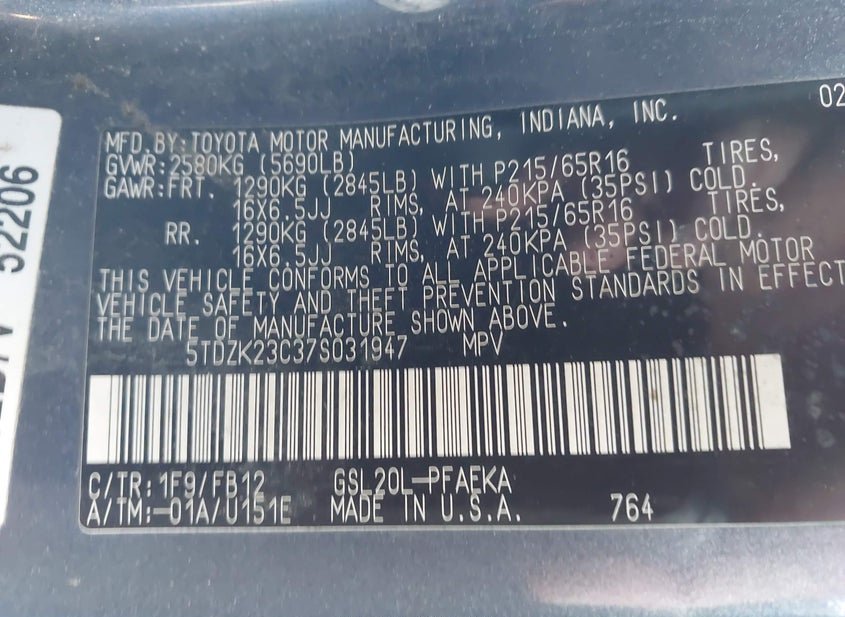 02
MFD.BY:TOYOTA MOTOR MANUFACTURING, INDIANA, INC.
GVWR:2580KG (5690LB)
GAWR:FRT. 1290KG (2845LB) WITH P215/65R16 TIRES,
16X6.5JJ RIMS, AT 240KPA (35PSI) COLD.
RR. 1290KG (2845LB) WITH P215/65R16 TIRES,
16X6.5JJ RIMS, AT 240KPA (35PSI) COLD.
THIS VEHICLE CONFORMS TO ALL APPLICABLE FEDERAL MOTOR
VEHICLE SAFETY AND THEFT PREVENTION STANDARDS IN EFFECT
THE DATE OF MANUFACTURE SHOWN ABOVE.
5TDZK23C37S031947 MPV
C/TR:1F9/FB12 GSL20L-PFAEKA
A/TM:-01A/U151E MADE IN U.S.A. 764
52206